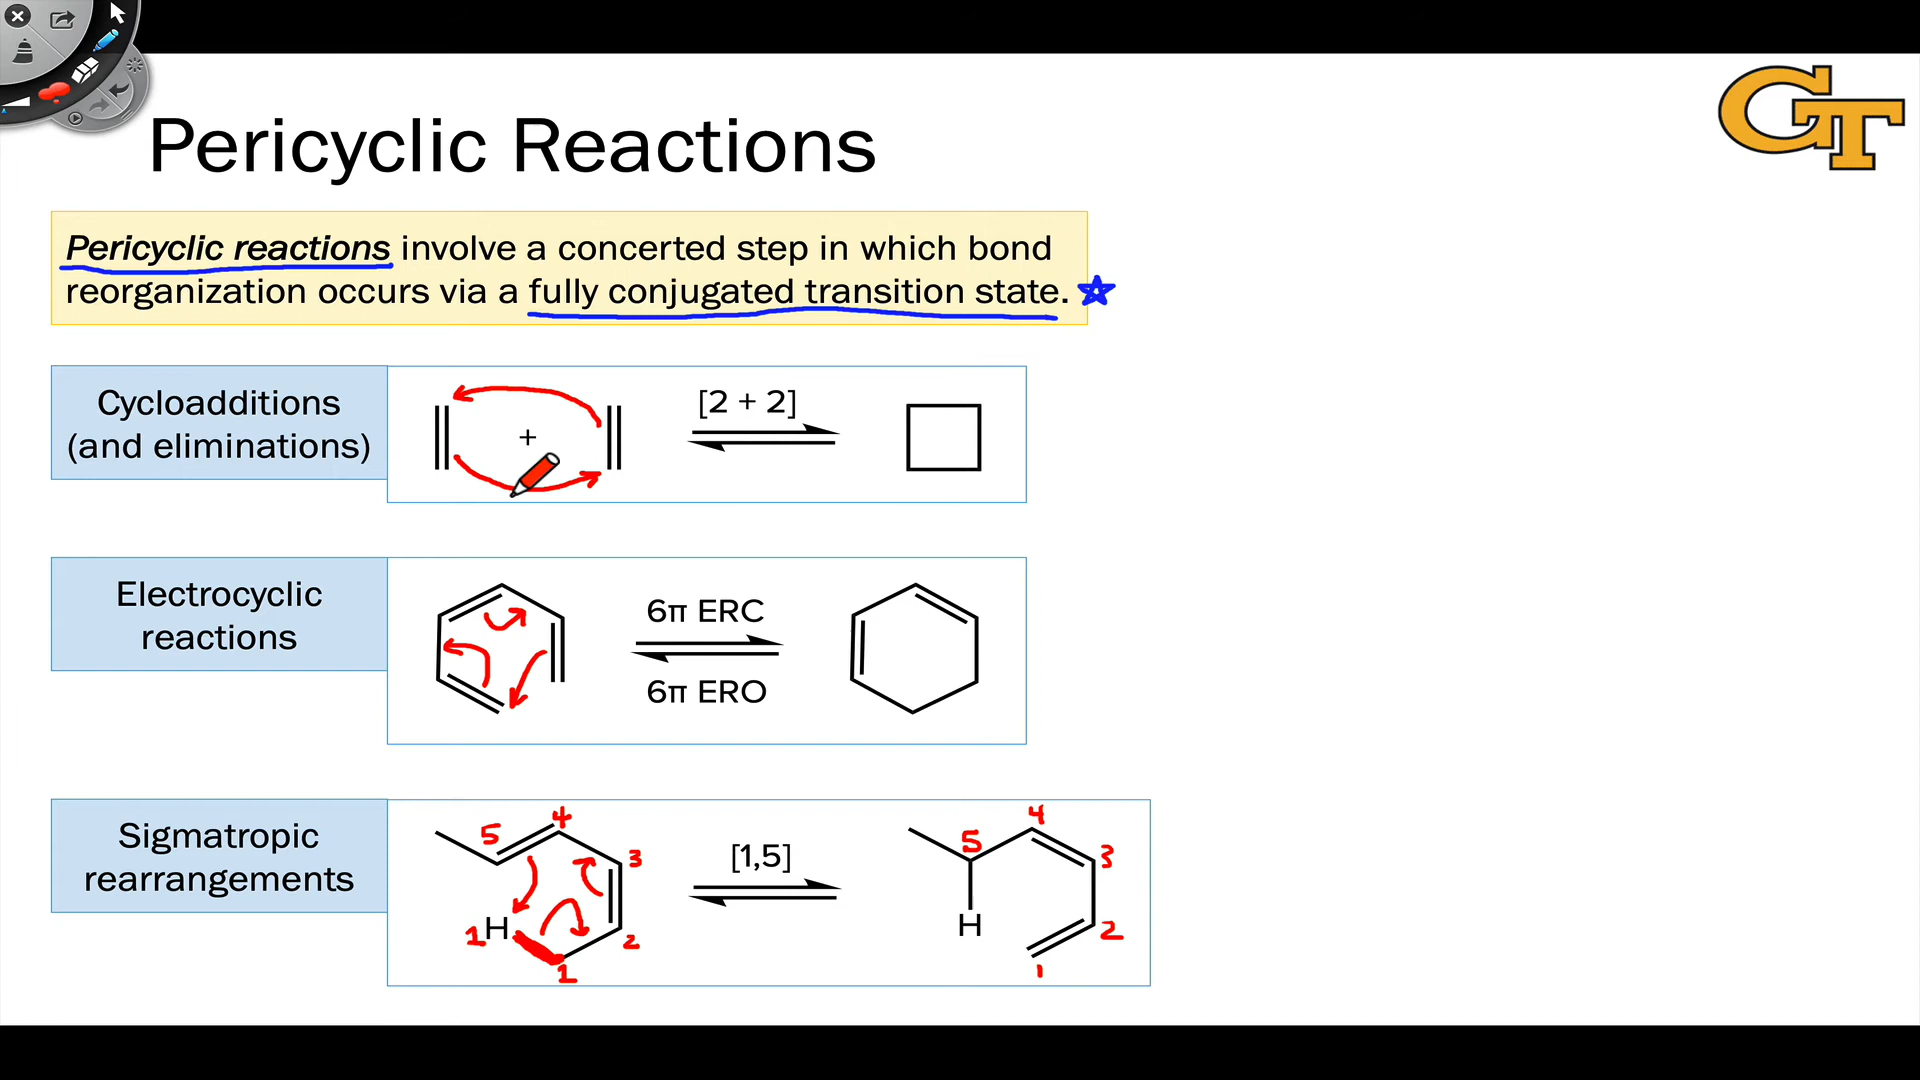 GT
Pericyclic Reactions
Pericyclic reactions involve a concerted step in which bond
reorganization occurs via a fully conjugated transition state.
Cycloadditions
(and eliminations)
+
[2 + 2]
Electrocyclic
reactions
6π ERC
6π ERO
Sigmatropic
rearrangements
5
4
3
1H
2
1
[1,5]
4
5
3
H
2
1